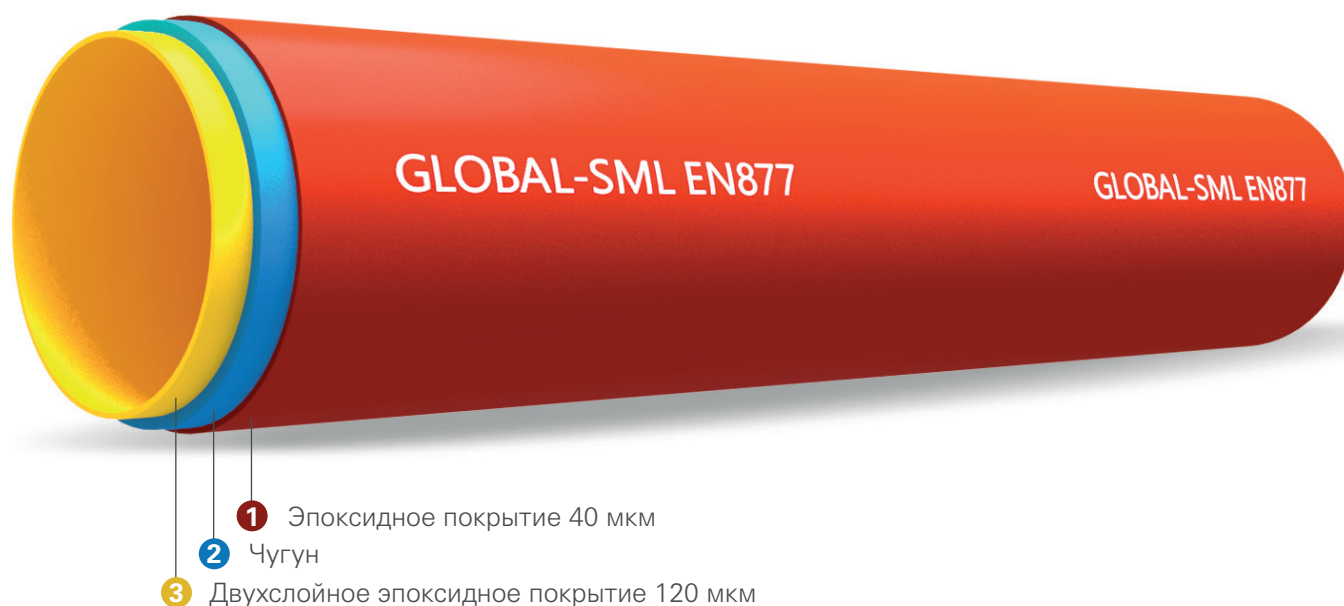 GLOBAL-SML EN877
GLOBAL-SML EN877
1 Эпоксидное покрытие 40 мкм
2 Чугун
3 Двухслойное эпоксидное покрытие 120 мкм